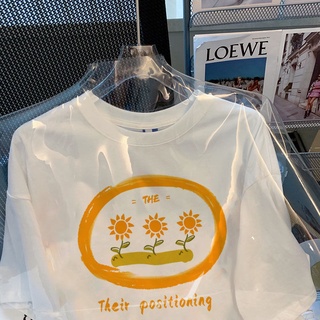 LOEWE
= THE =
Their positioning